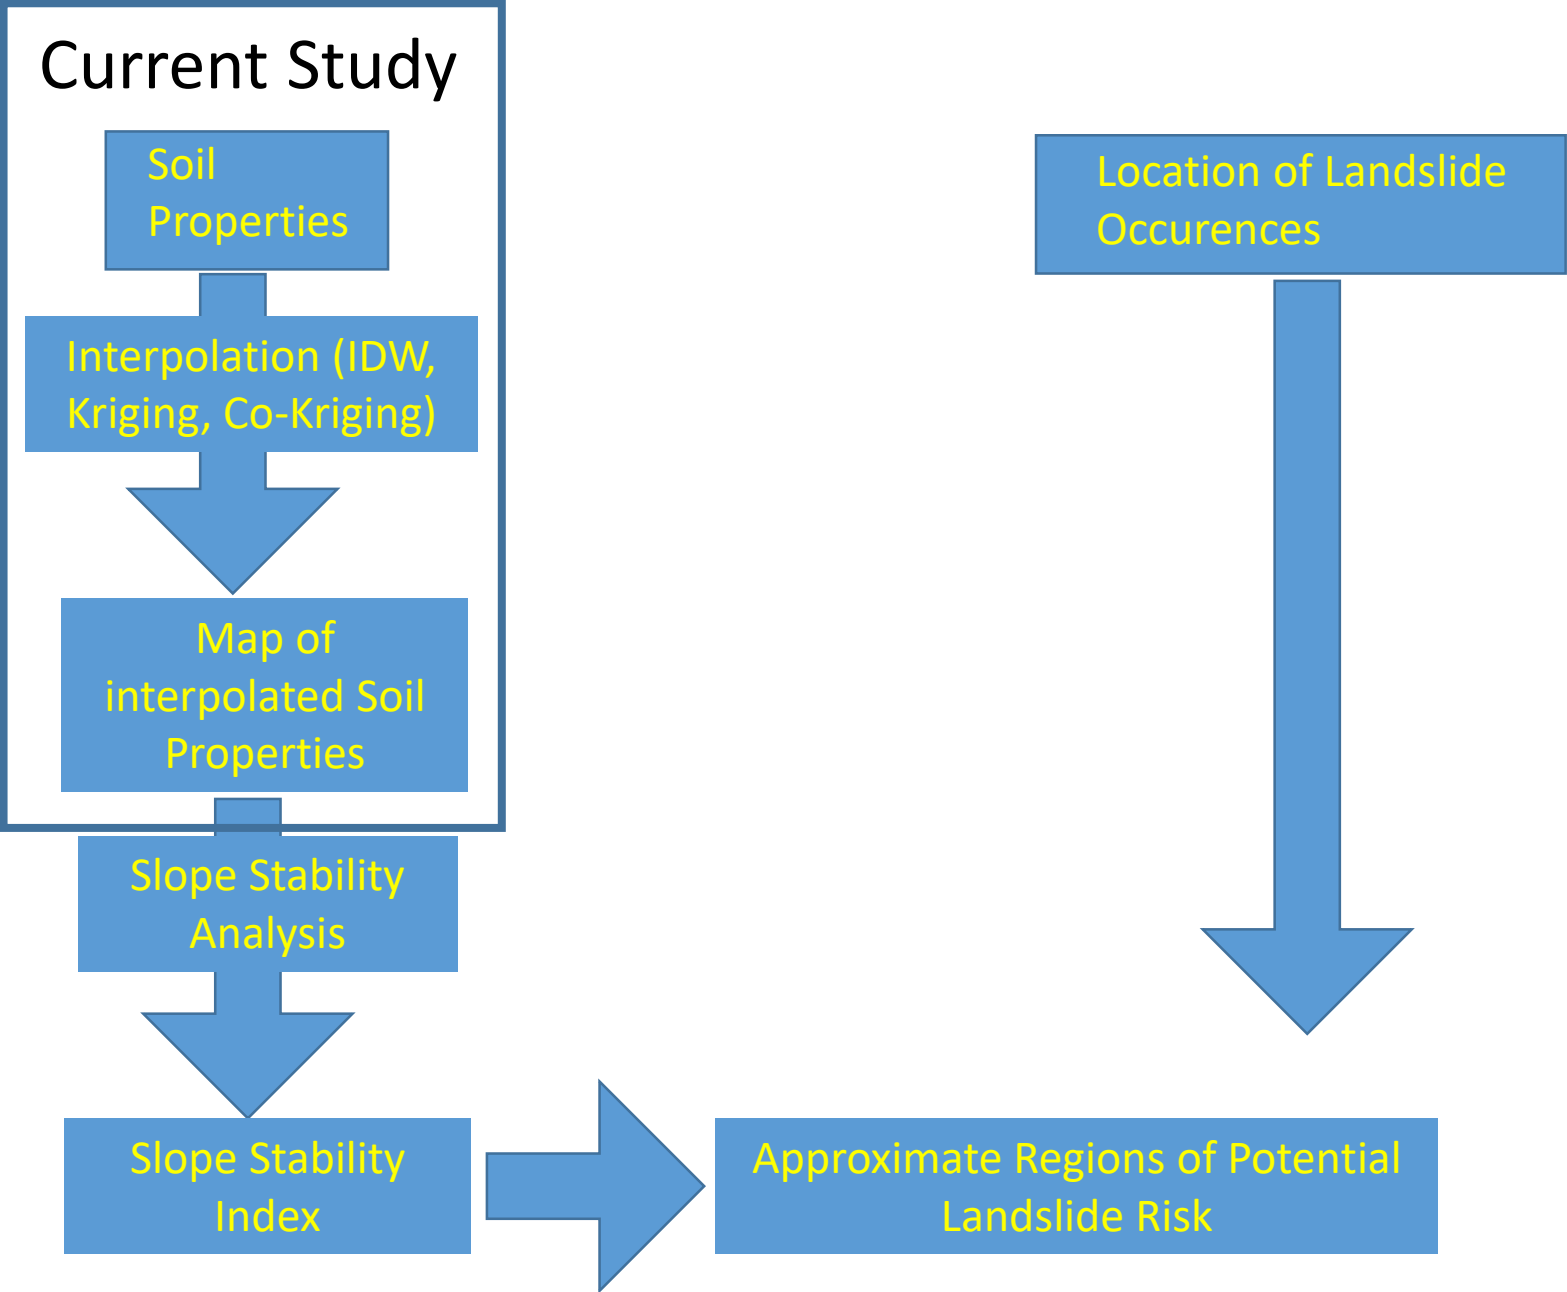 Current Study
Soil
Properties
Location of Landslide
Occurences
Interpolation (IDW,
Kriging, Co-Kriging)
Map of
interpolated Soil
Properties
Slope Stability
Analysis
Slope Stability
Index
Approximate Regions of Potential
Landslide Risk